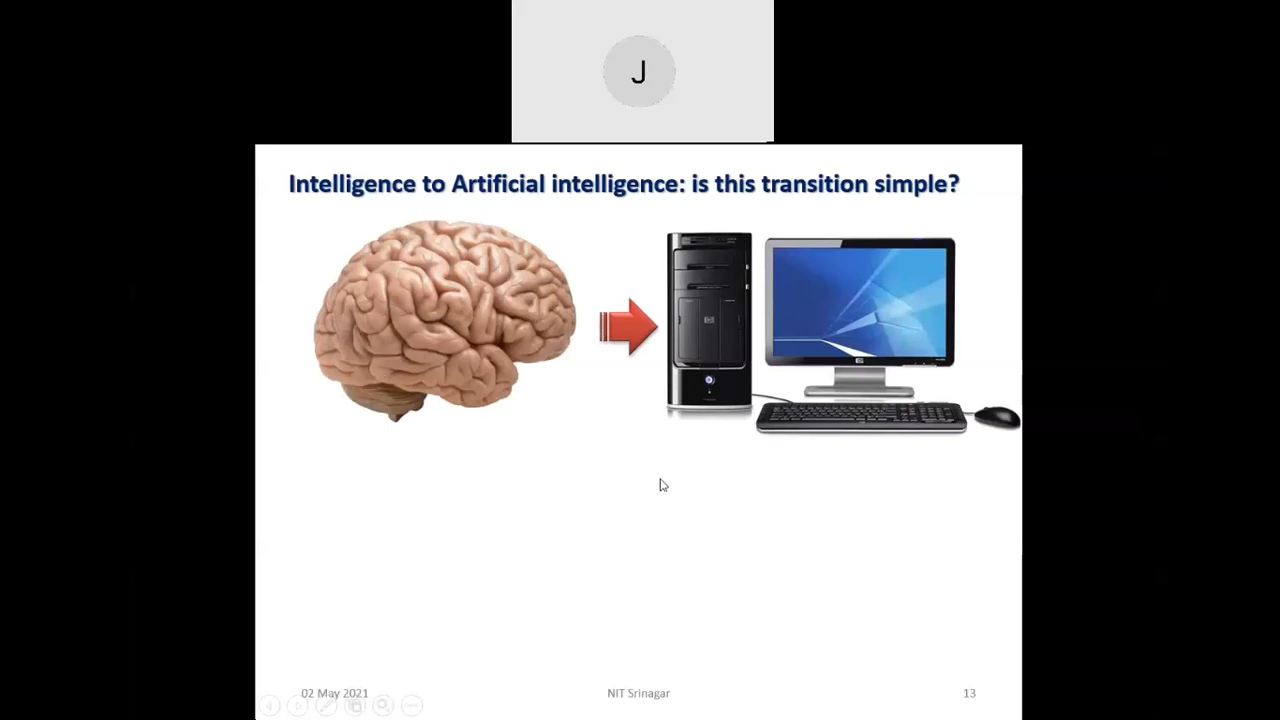 J
Intelligence to Artificial intelligence: is this transition simple?
02 May 2021
NIT Srinagar
13